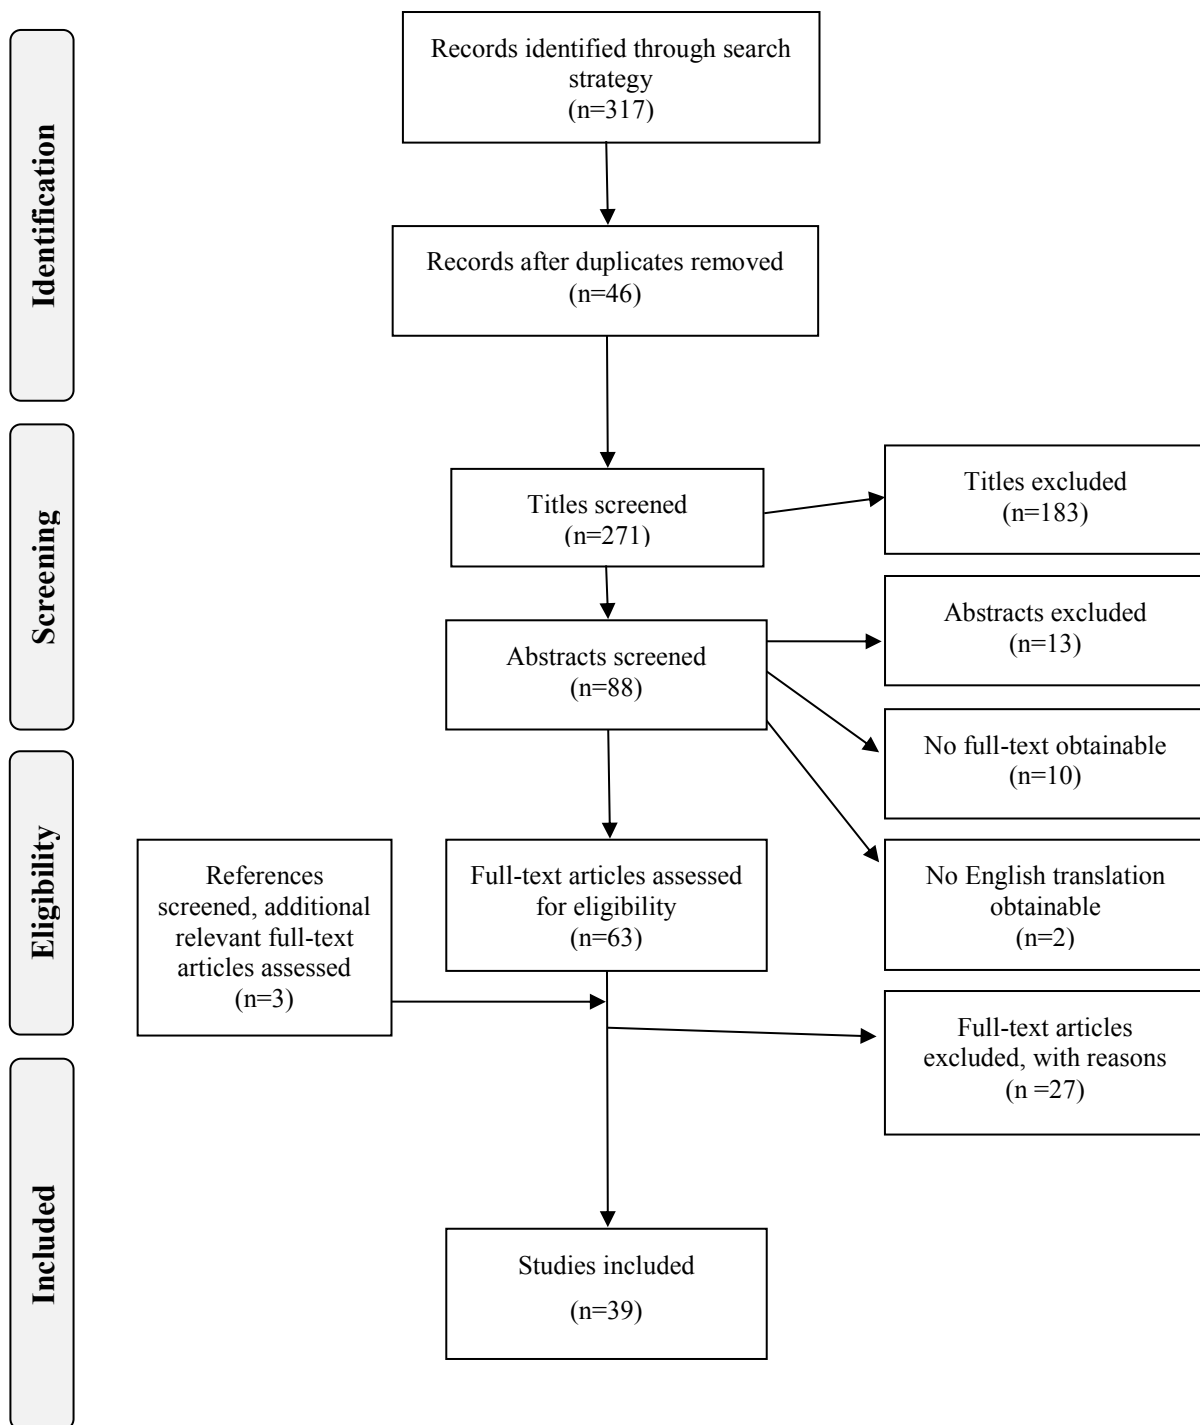 Identification
Records identified through search
strategy
(n=317)
Records after duplicates removed
(n=46)
Screening
Titles screened
(n=271)
Titles excluded
(n=183)
Abstracts screened
(n=88)
Abstracts excluded
(n=13)
No full-text obtainable
(n=10)
No English translation
obtainable
(n=2)
Eligibility
References
screened, additional
relevant full-text
articles assessed
(n=3)
Full-text articles assessed
for eligibility
(n=63)
Full-text articles
excluded, with reasons
(n =27)
Included
Studies included
(n=39)